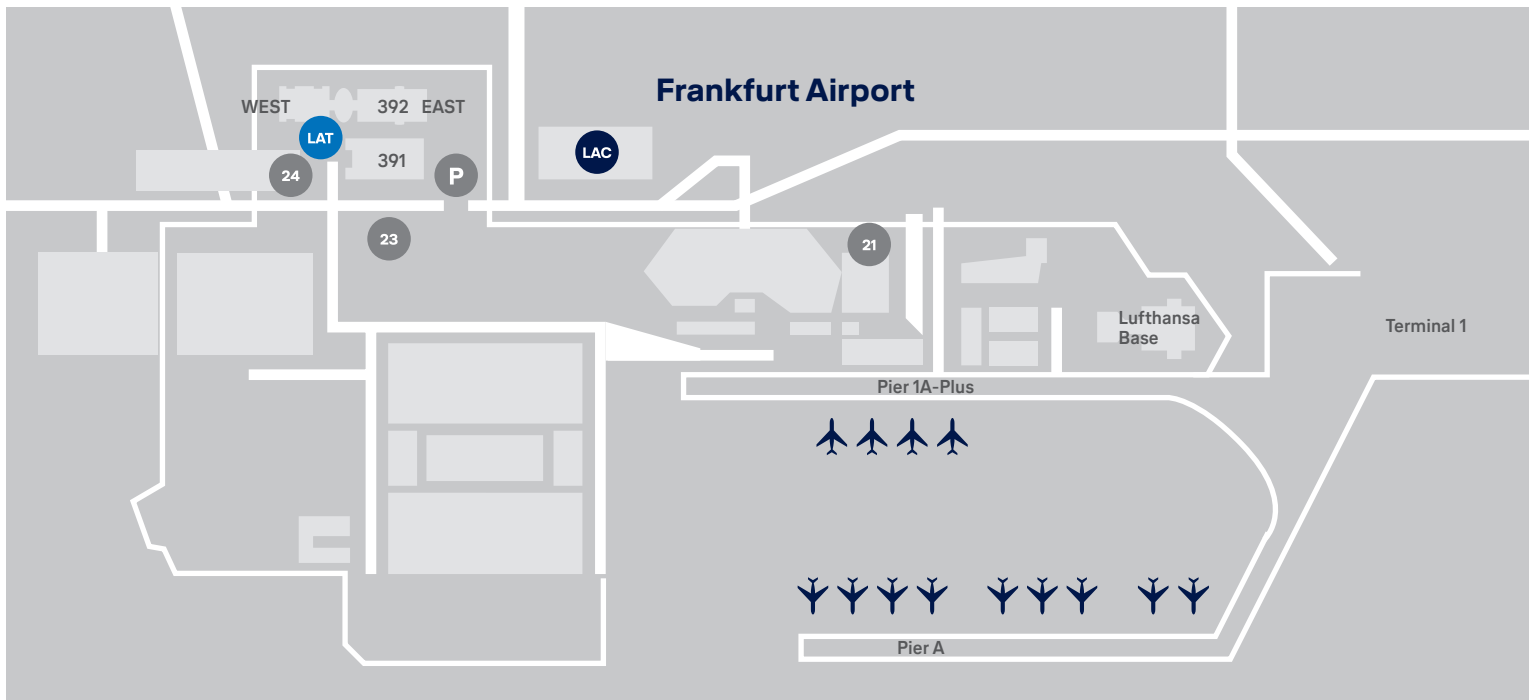 Frankfurt Airport
WEST
392
EAST
LAT
391
LAC
24
P
23
21
Lufthansa
Base
Terminal 1
Pier 1A-Plus
Pier A